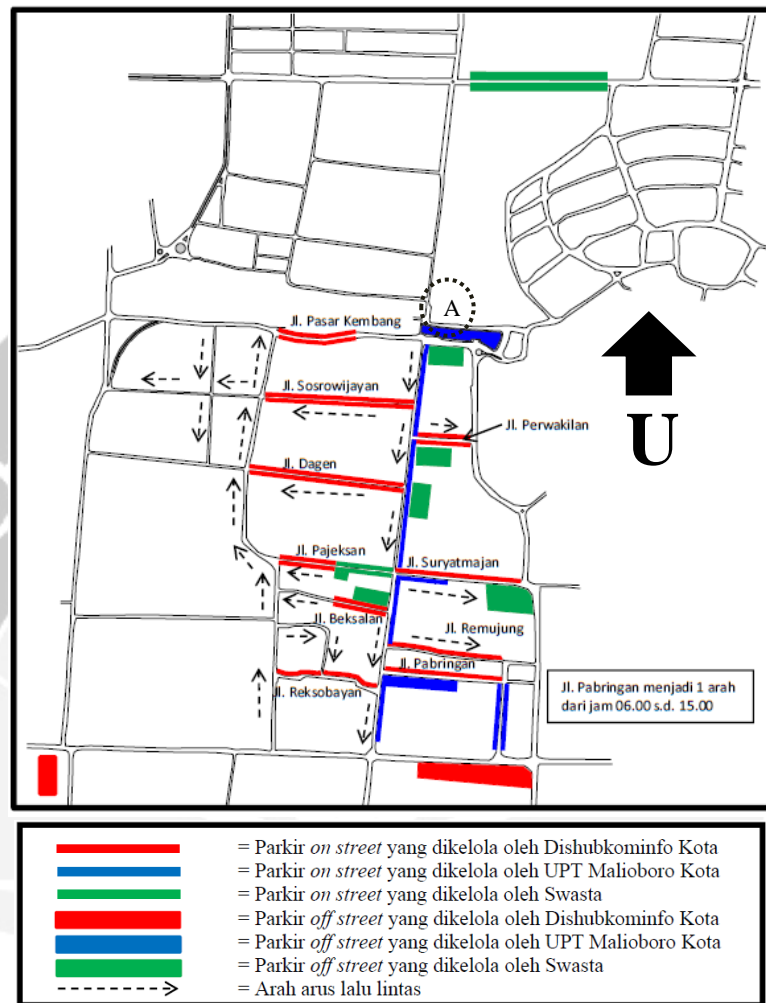 A
Jl. Pasar Kembang
Jl. Sosrowijayan
Jl. Perwakilan
U
Jl. Dagen
Jl. Pajeksan
Jl. Suryatmajan
Jl. Beksalan
Jl. Remujung
Jl. Pabringan
Jl. Reksobayan
Jl. Pabringan menjadi 1 arah
dari jam 06.00 s.d. 15.00
= Parkir on street yang dikelola oleh Dishubkominfo Kota
= Parkir on street yang dikelola oleh UPT Malioboro Kota
= Parkir on street yang dikelola oleh Swasta
= Parkir off street yang dikelola oleh Dishubkominfo Kota
= Parkir off street yang dikelola oleh UPT Malioboro Kota
= Parkir off street yang dikelola oleh Swasta
= Arah arus lalu lintas